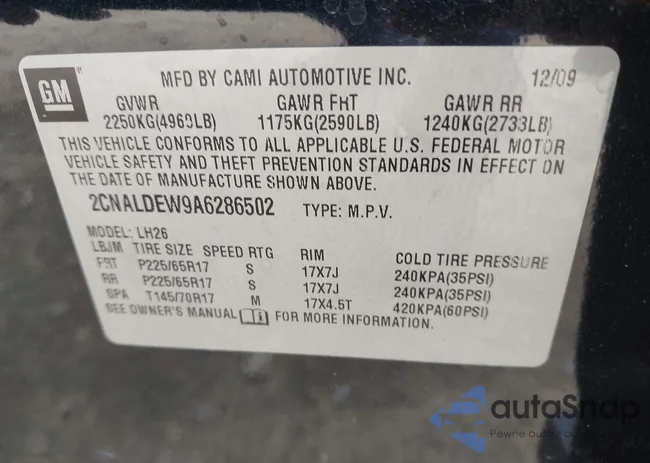 GM
MFD BY CAMI AUTOMOTIVE INC. 12/09
GVWR GAWR FRT GAWR RR
2250KG(4960LB) 1175KG(2590LB) 1240KG(2733LB)
THIS VEHICLE CONFORMS TO ALL APPLICABLE U.S. FEDERAL MOTOR
VEHICLE SAFETY AND THEFT PREVENTION STANDARDS IN EFFECT ON
THE DATE OF MANUFACTURE SHOWN ABOVE.
2CNALDEW9A6286502 TYPE: M.P.V.
MODEL: LH26
LBJM TIRE SIZE SPEED RTG RIM COLD TIRE PRESSURE
FRT P225/65R17 S 17X7J 240KPA(35PSI)
RR P225/65R17 S 17X7J 240KPA(35PSI)
SPA T145/70R17 M 17X4.5T 420KPA(60PSI)
SEE OWNER'S MANUAL FOR MORE INFORMATION.
autaSnap
Pewne auta z